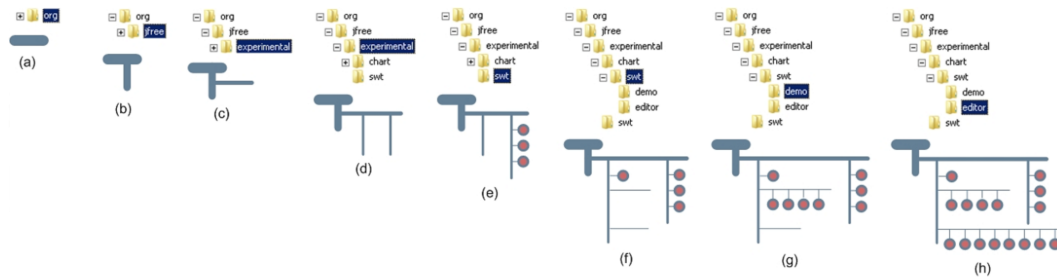 org
(a)
org
jfree
(b)
org
jfree
experimental
(c)
org
jfree
experimental
chart
swt
(d)
org
jfree
experimental
chart
swt
(e)
org
jfree
experimental
chart
swt
demo
editor
swt
(f)
org
jfree
experimental
chart
swt
demo
editor
swt
(g)
org
jfree
experimental
chart
swt
demo
editor
swt
(h)